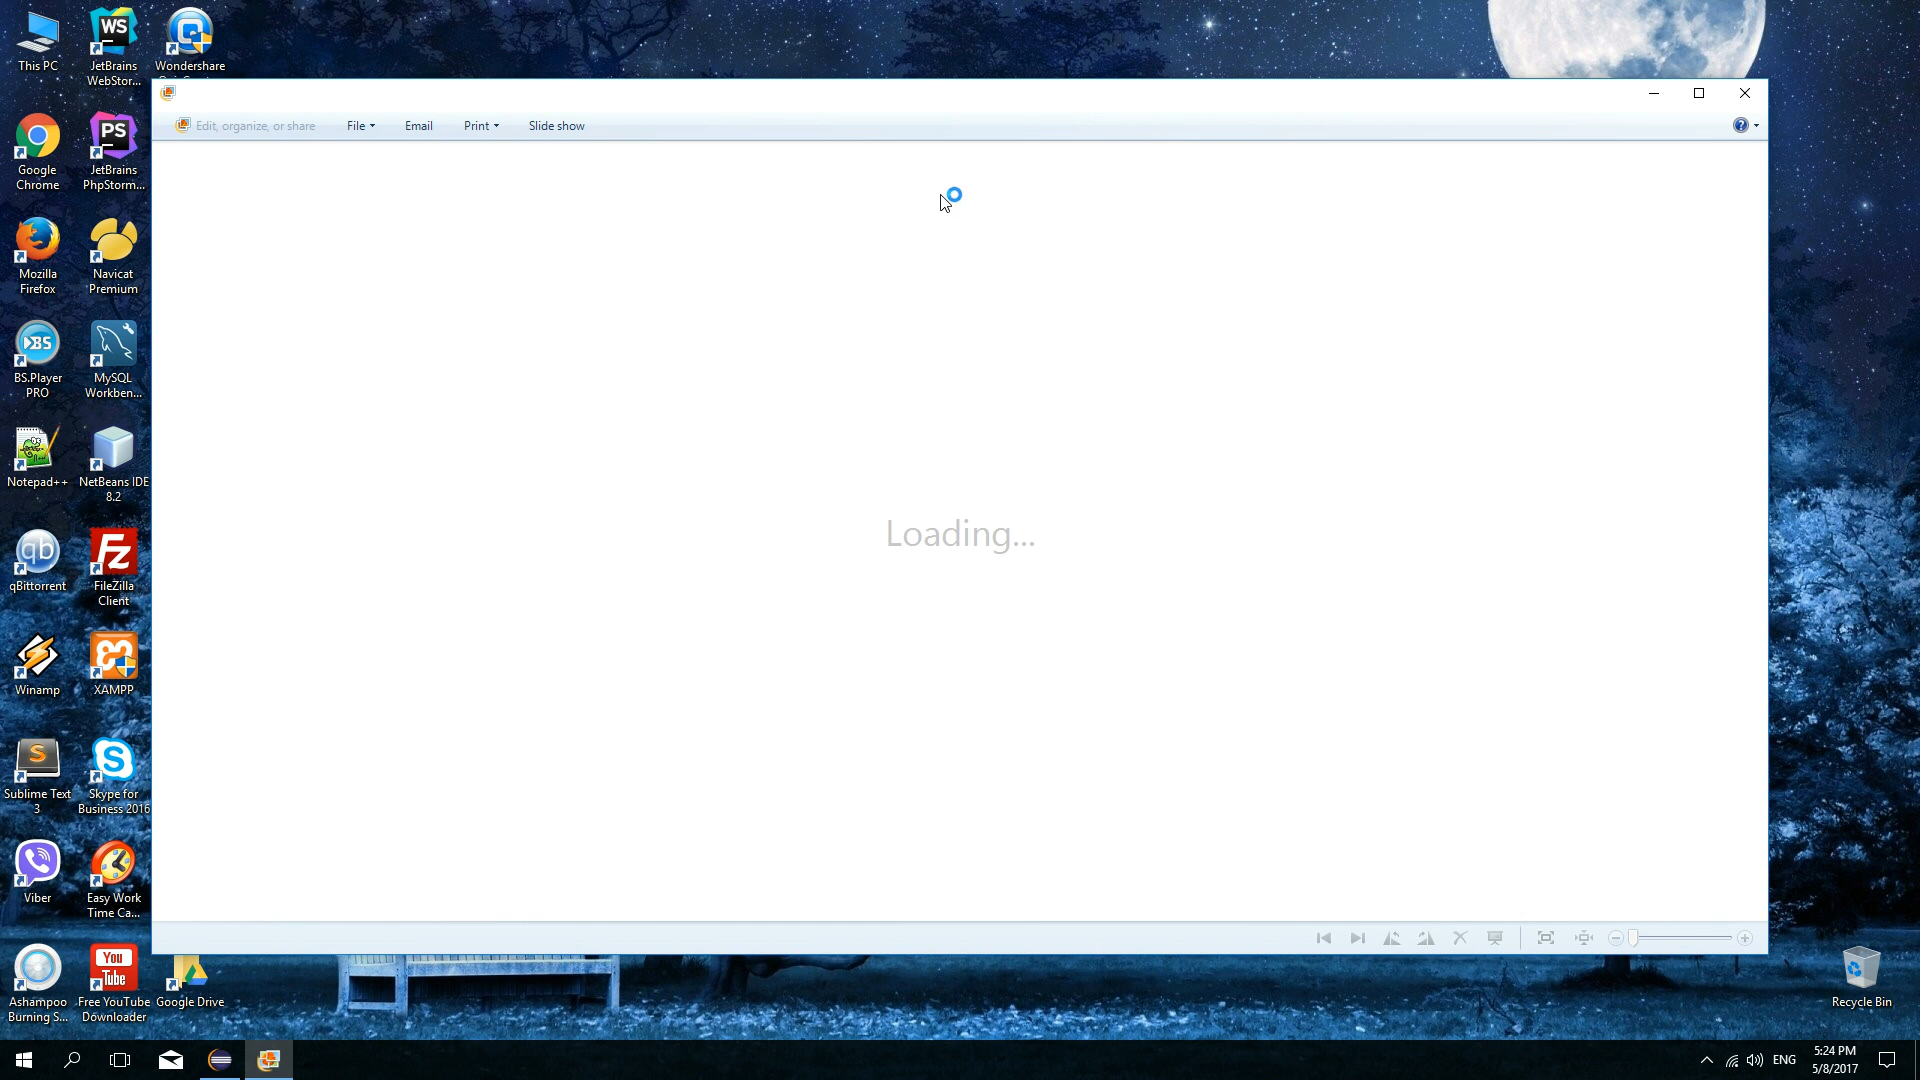 This PC
WS
JetBrains
WebStor...
Wondershare
Edit, organize, or share
File
Email
Print
Slide show
?
Google
Chrome
PS
JetBrains
PhpStorm...
Mozilla
Firefox
Navicat
Premium
BS
BS.Player
PRO
MySQL
Workben...
Notepad++
NetBeans IDE
8.2
Loading...
qb
qBittorrent
Fz
FileZilla
Client
Winamp
XAMPP
S
Sublime Text
3
S
Skype for
Business 2016
Viber
Easy Work
Time Ca...
Ashampoo
Burning S...
You
Tube
Free YouTube
Downloader
Google Drive
Recycle Bin
ENG
5:24 PM
5/8/2017